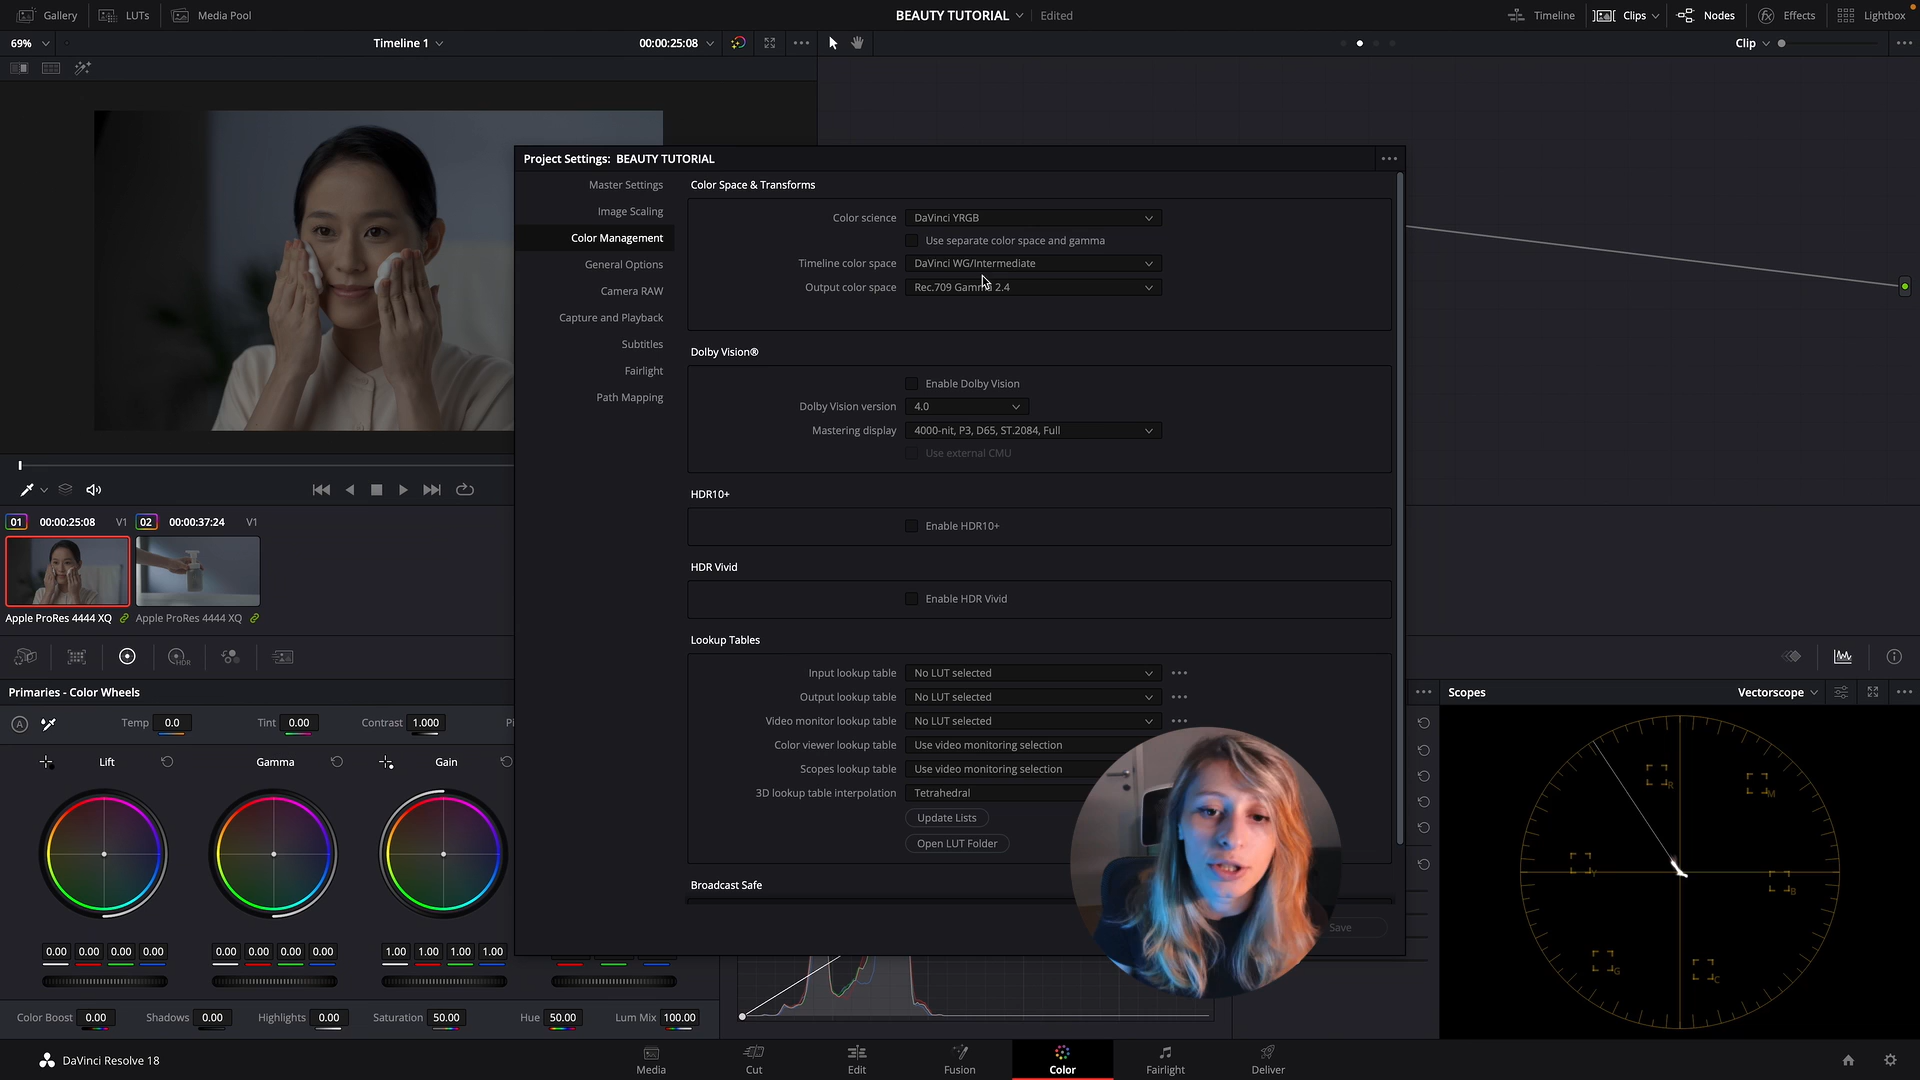 Gallery LUTs Media Pool BEAUTY TUTORIAL Edited Timeline Clips Nodes Effects Lightbox
69% Timeline 1 00:00:25:08 Clip
Project Settings: BEAUTY TUTORIAL
Master Settings
Image Scaling
Color Management
General Options
Camera RAW
Capture and Playback
Subtitles
Fairlight
Path Mapping
Color Space & Transforms
Color science DaVinci YRGB
Use separate color space and gamma
Timeline color space DaVinci WG/Intermediate
Output color space Rec.709 Gamma 2.4
Dolby Vision®
Enable Dolby Vision
Dolby Vision version 4.0
Mastering display 4000-nit, P3, D65, ST.2084, Full
Use external CMU
HDR10+
Enable HDR10+
HDR Vivid
Enable HDR Vivid
Lookup Tables
Input lookup table No LUT selected
Output lookup table No LUT selected
Video monitor lookup table No LUT selected
Color viewer lookup table Use video monitoring selection
Scopes lookup table Use video monitoring selection
3D lookup table interpolation Tetrahedral
Update Lists
Open LUT Folder
Broadcast Safe
Save
01 00:00:25:08 V1 02 00:00:37:24 V1
Apple ProRes 4444 XQ Apple ProRes 4444 XQ
HDR
Primaries - Color Wheels
A Temp 0.0 Tint 0.00 Contrast 1.000
Lift Gamma Gain
0.00 0.00 0.00 0.00 0.00 0.00 0.00 0.00 1.00 1.00 1.00 1.00
Color Boost 0.00 Shadows 0.00 Highlights 0.00 Saturation 50.00 Hue 50.00 Lum Mix 100.00
Scopes Vectorscope
R
M
Y
B
G
C
DaVinci Resolve 18 Media Cut Edit Fusion Color Fairlight Deliver